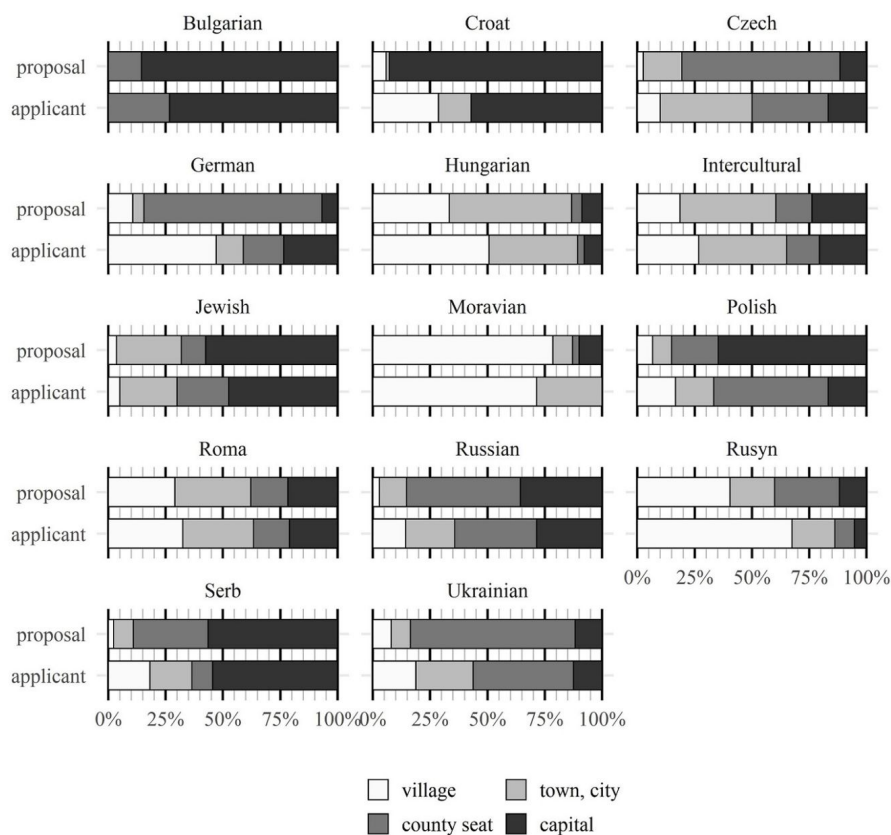 Bulgarian Croat Czech
proposal
applicant
German Hungarian Intercultural
proposal
applicant
Jewish Moravian Polish
proposal
applicant
Roma Russian Rusyn
proposal
applicant
0% 25% 50% 75% 100%
Serb Ukrainian
proposal
applicant
0% 25% 50% 75% 100% 0% 25% 50% 75% 100%
village town, city
county seat capital